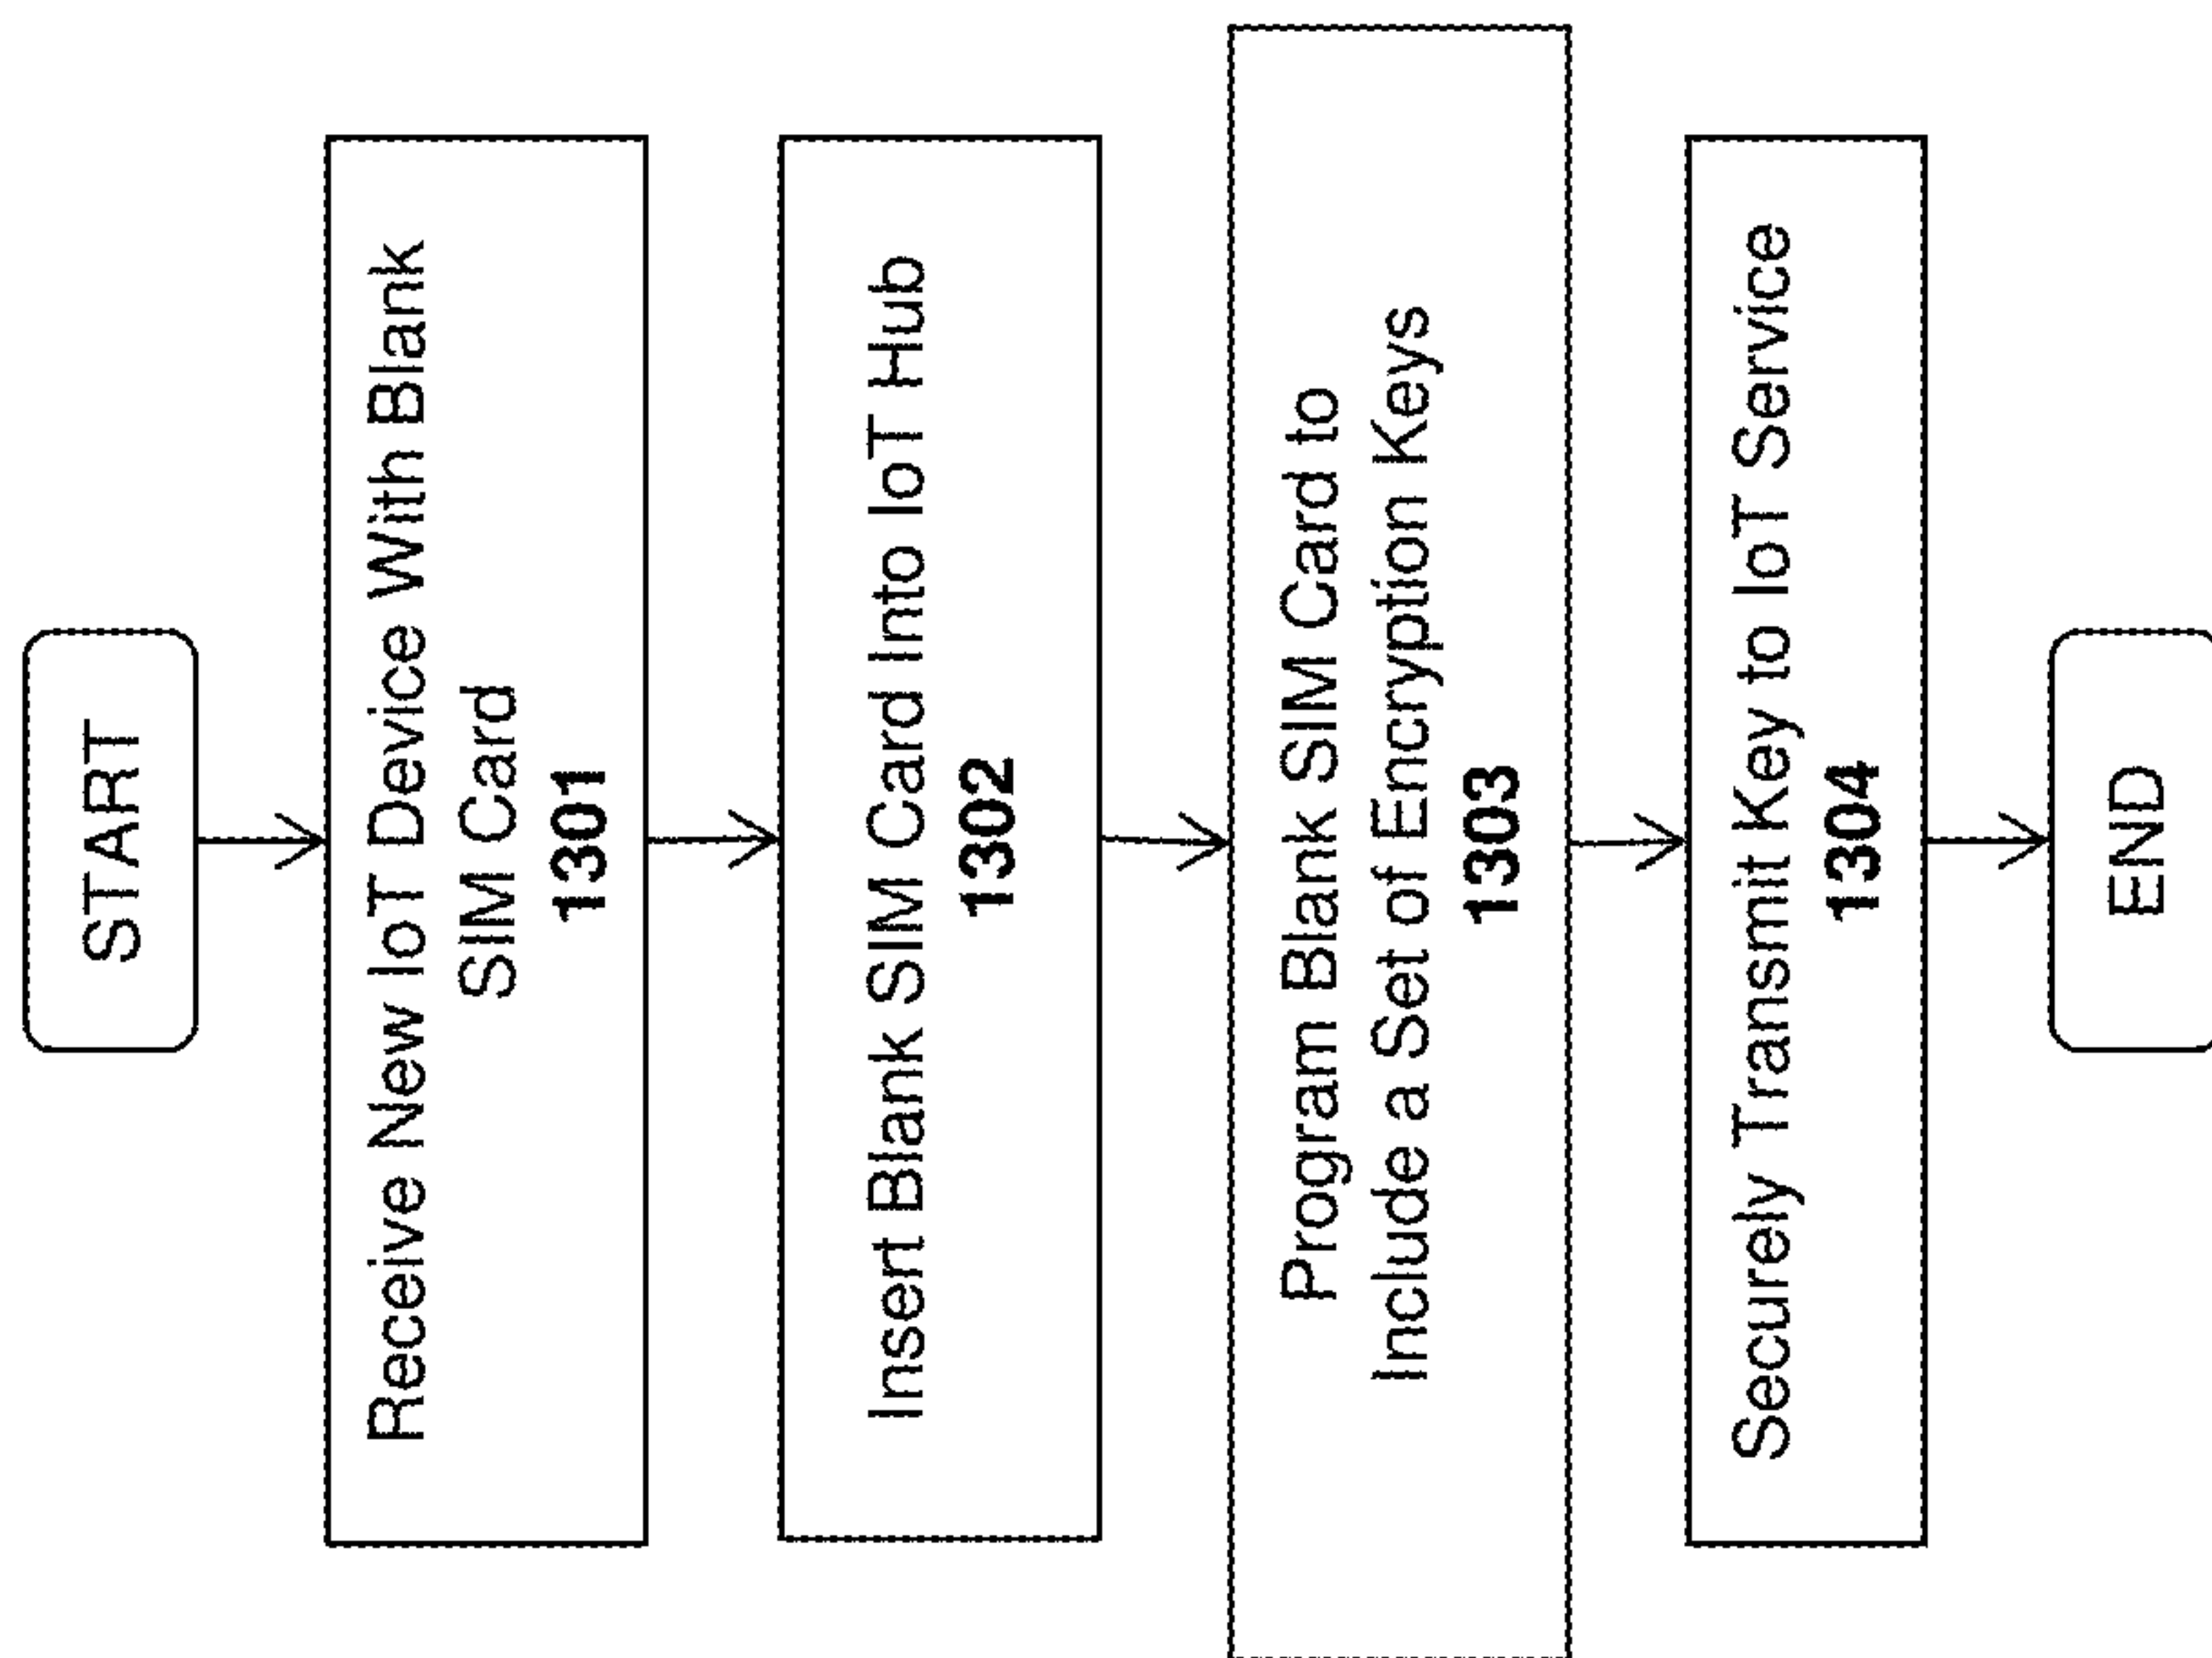 START
Receive New IoT Device With Blank
SIM Card
1301
Insert Blank SIM Card Into IoT Hub
1302
Program Blank SIM Card to
Include a Set of Encryption Keys
1303
Securely Transmit Key to IoT Service
1304
END